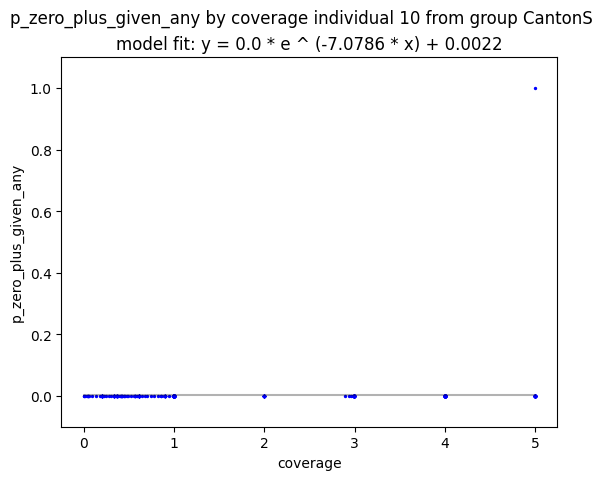 p_zero_plus_given_any by coverage individual 10 from group CantonS
model fit: y = 0.0 * e ^ (-7.0786 * x) + 0.0022
p_zero_plus_given_any
1.0
0.8
0.6
0.4
0.2
0.0
0 1 2 3 4 5
coverage